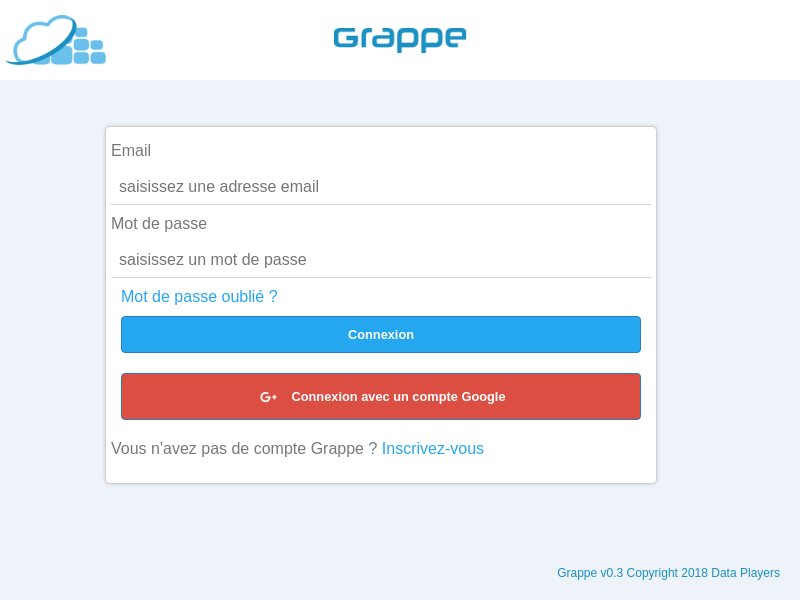 Grappe
Email
saisissez une adresse email
Mot de passe
saisissez un mot de passe
Mot de passe oublié ?
Connexion
G+ Connexion avec un compte Google
Vous n'avez pas de compte Grappe ? Inscrivez-vous
Grappe v0.3 Copyright 2018 Data Players